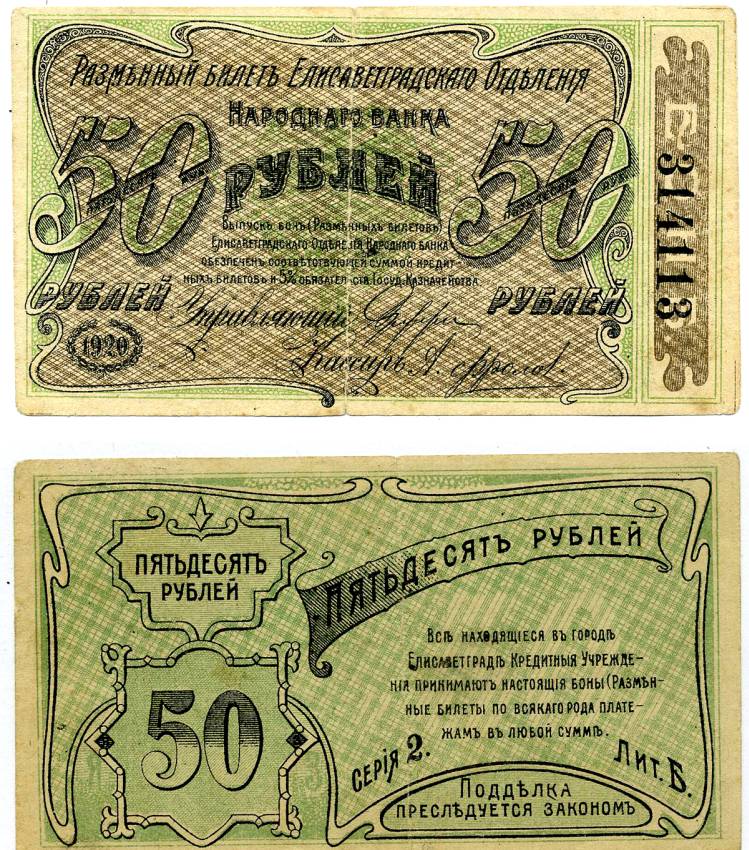 Размѣнный билетъ Елисаветградскаго Отдѣленія
Народнаго банка
50 РУБЛЕЙ 50
Выпускъ бонъ (Размѣнныхъ билетовъ)
Елисаветградскаго Отдѣленія Народнаго банка
обезпеченъ соотвѣтствующей суммой кредит-
ныхъ билетовъ и 5% обязател-ствъ Госуд. Казначейства
РУБЛЕЙ РУБЛЕЙ
Управляющій
1920
Кассиръ А. Фролов.
Е 314113
ПЯТЬДЕСЯТЪ
РУБЛЕЙ
50
ПЯТЬДЕСЯТЪ РУБЛЕЙ
Всѣ находящіеся въ городѣ
Елисаветградѣ Кредитныя Учрежде-
нія принимаютъ настоящія боны (Размѣн-
ные билеты по всякаго рода плате-
жамъ въ любой суммѣ.
Серія 2. Лит. Б.
Поддѣлка
преслѣдуется закономъ